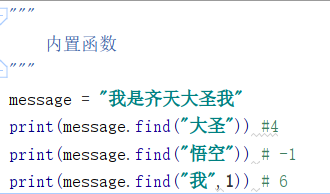 """
内置函数
"""
message = "我是齐天大圣我"
print(message.find("大圣")) #4
print(message.find("悟空")) # -1
print(message.find("我",1)) # 6